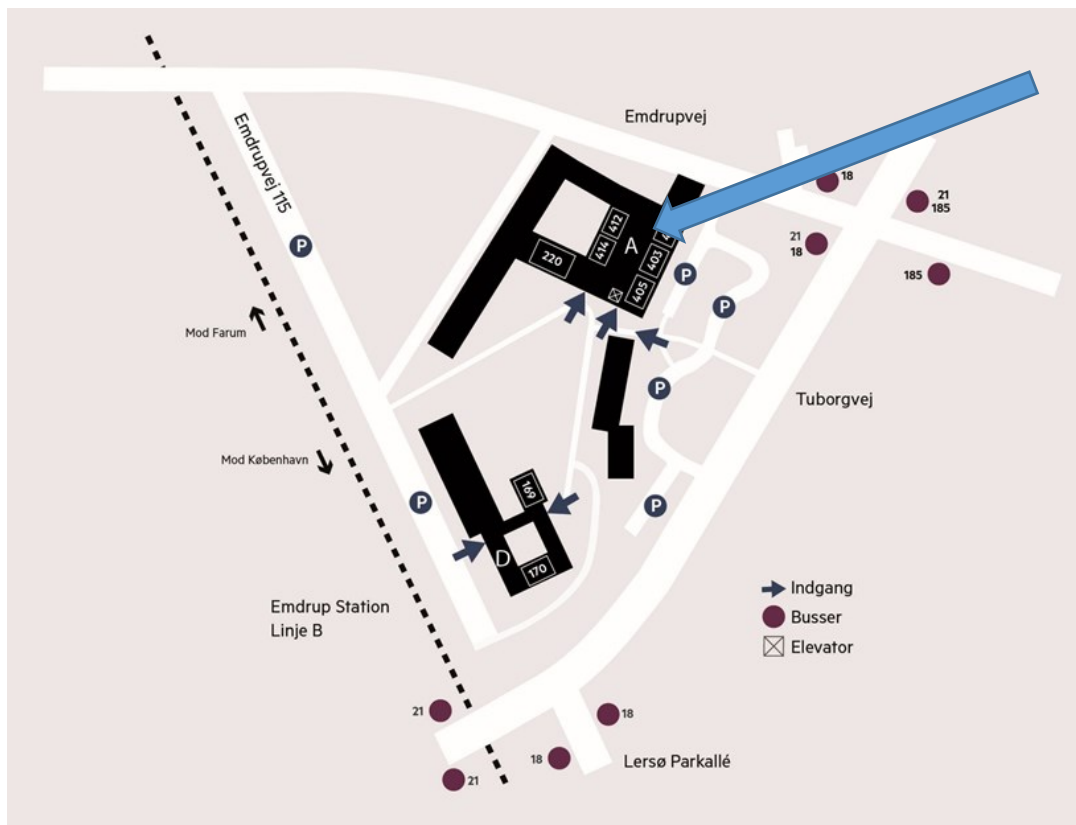 Emdrupvej
Emdrupvej 115
18
21
185
21
18
185
P
412
414
A
220
403
405
P
P
P
Mod Farum
Tuborgvej
Mod København
P
P
169
P
D
170
Emdrup Station
Linje B
Indgang
Busser
Elevator
21
18
18
21
Lersø Parkallé